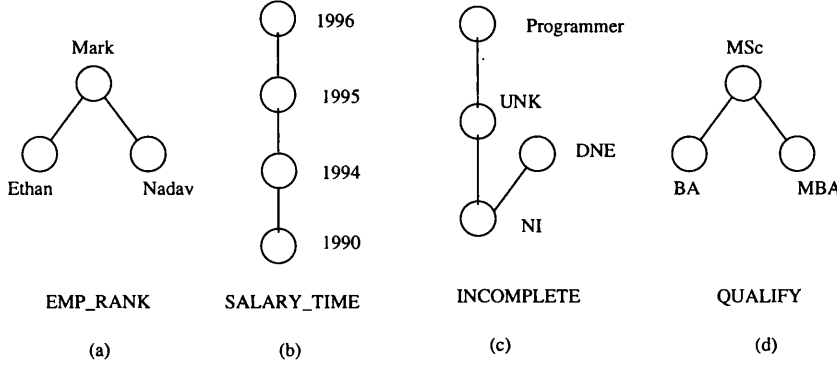 Mark
Ethan
Nadav
EMP_RANK
(a)
1996
1995
1994
1990
SALARY_TIME
(b)
Programmer
UNK
DNE
NI
INCOMPLETE
(c)
MSc
BA
MBA
QUALIFY
(d)